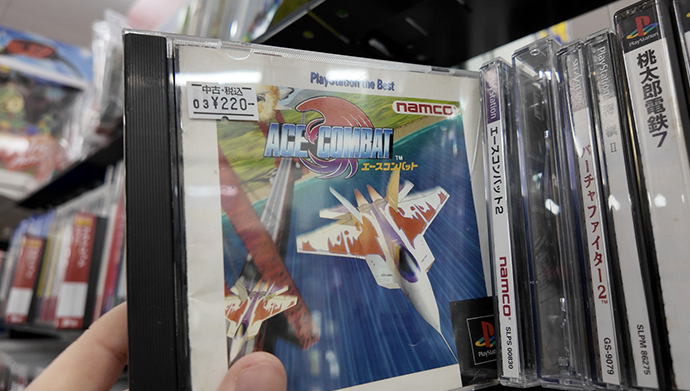 PlayStation the Best
中古・税込
03 ¥220-
namco
ACE COMBAT
TM
エースコンバット
PlayStation
エースコンバット2
namco
SLPS 00830
バーチャファイター2
GS-9079
PlayStation
桃太郎電鉄7
SLPM 86275